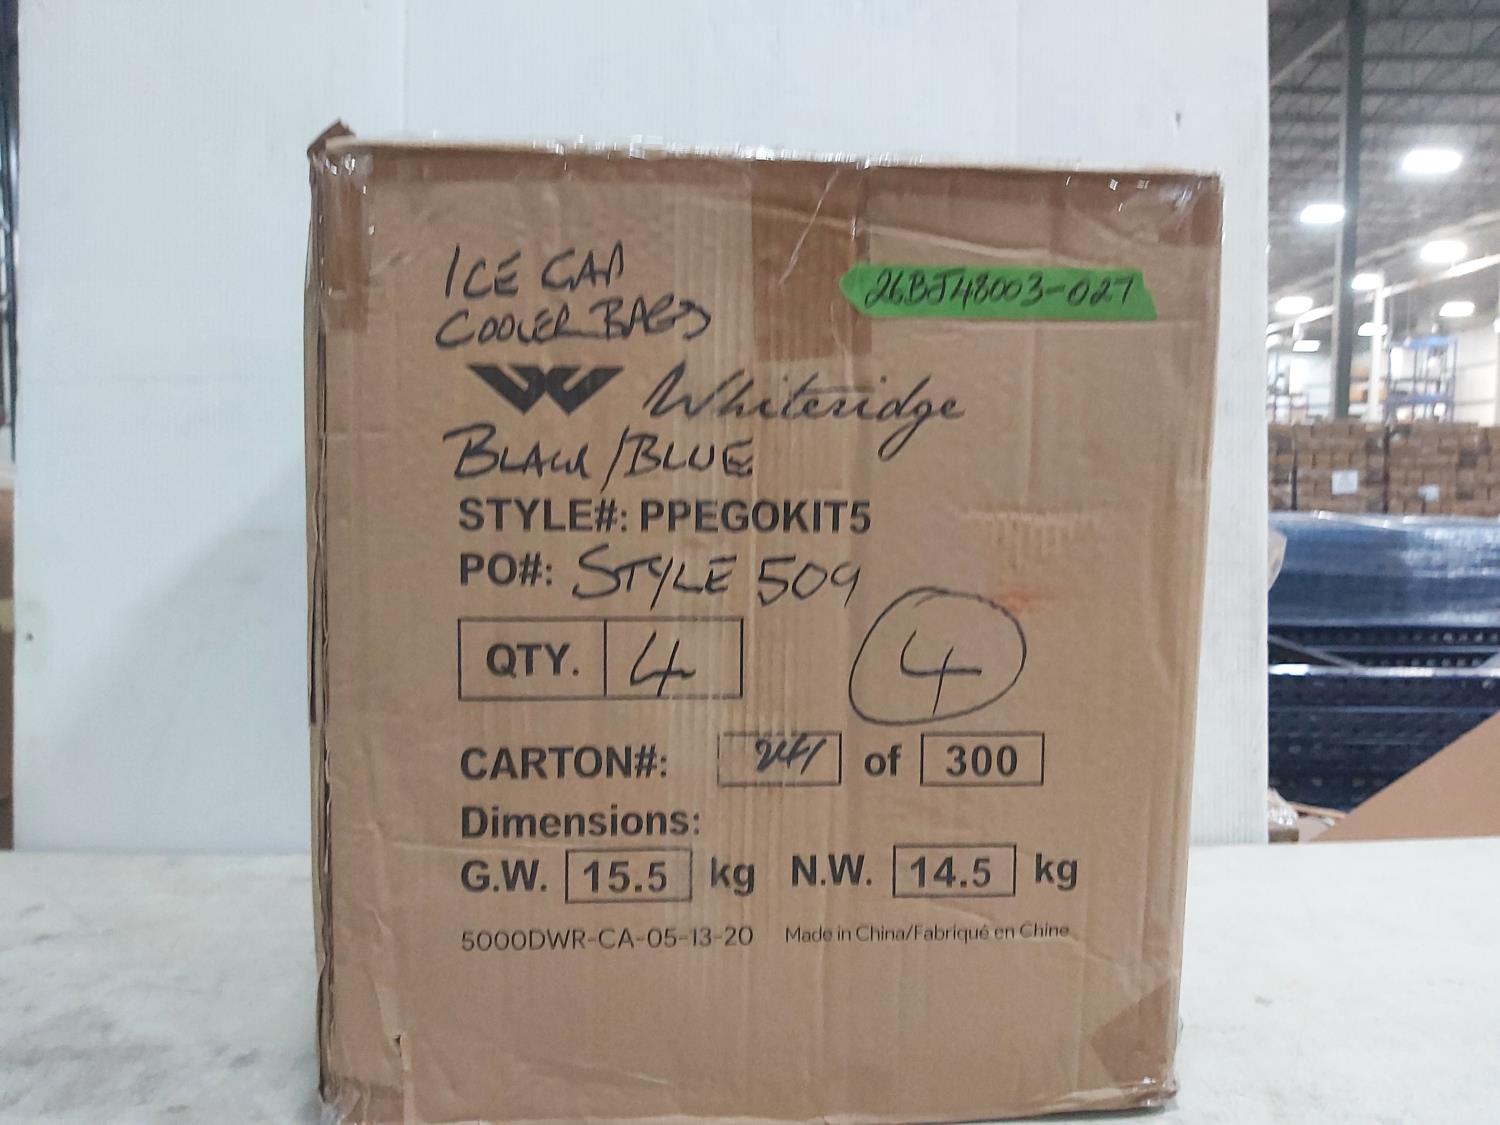 ICE CAP
COOLER BAGS
26BJ48003-027
Whiteridge
BLACK/BLUE
STYLE#: PPEGOKIT5
PO#: STYLE 509
QTY. 4
4
CARTON#: 241 of 300
Dimensions:
G.W. 15.5 kg N.W. 14.5 kg
5000DWR-CA-05-13-20 Made in China/Fabriqué en Chine